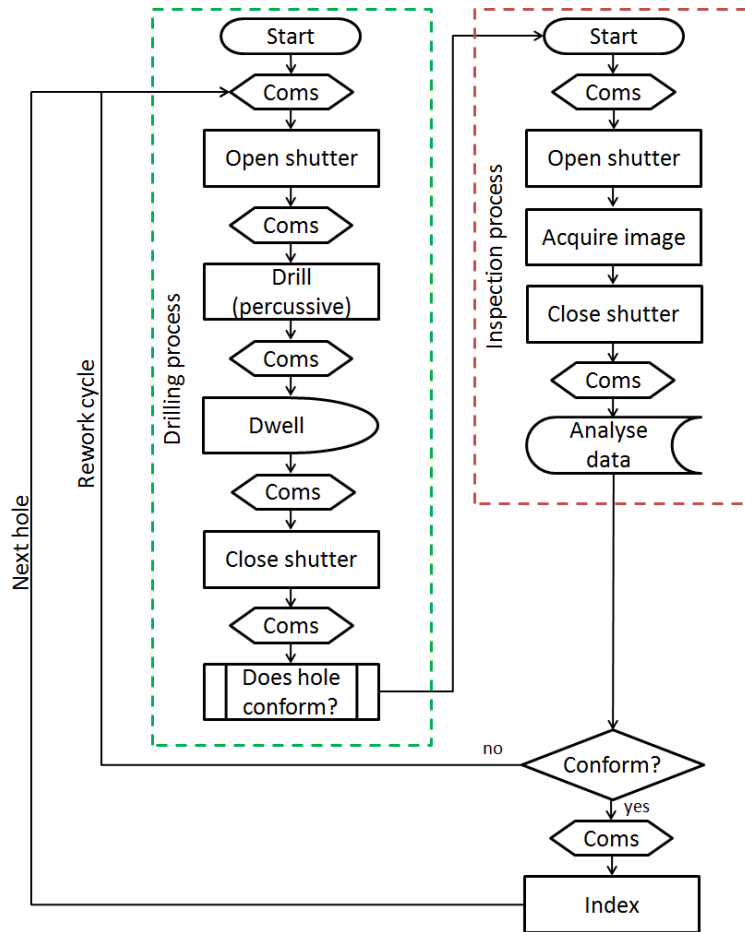 Start
Coms
Open shutter
Coms
Drill
(percussive)
Coms
Dwell
Coms
Close shutter
Coms
Does hole
conform?
Drilling process
Rework cycle
Next hole
Start
Coms
Open shutter
Acquire image
Close shutter
Coms
Analyse
data
Inspection process
no
Conform?
yes
Coms
Index